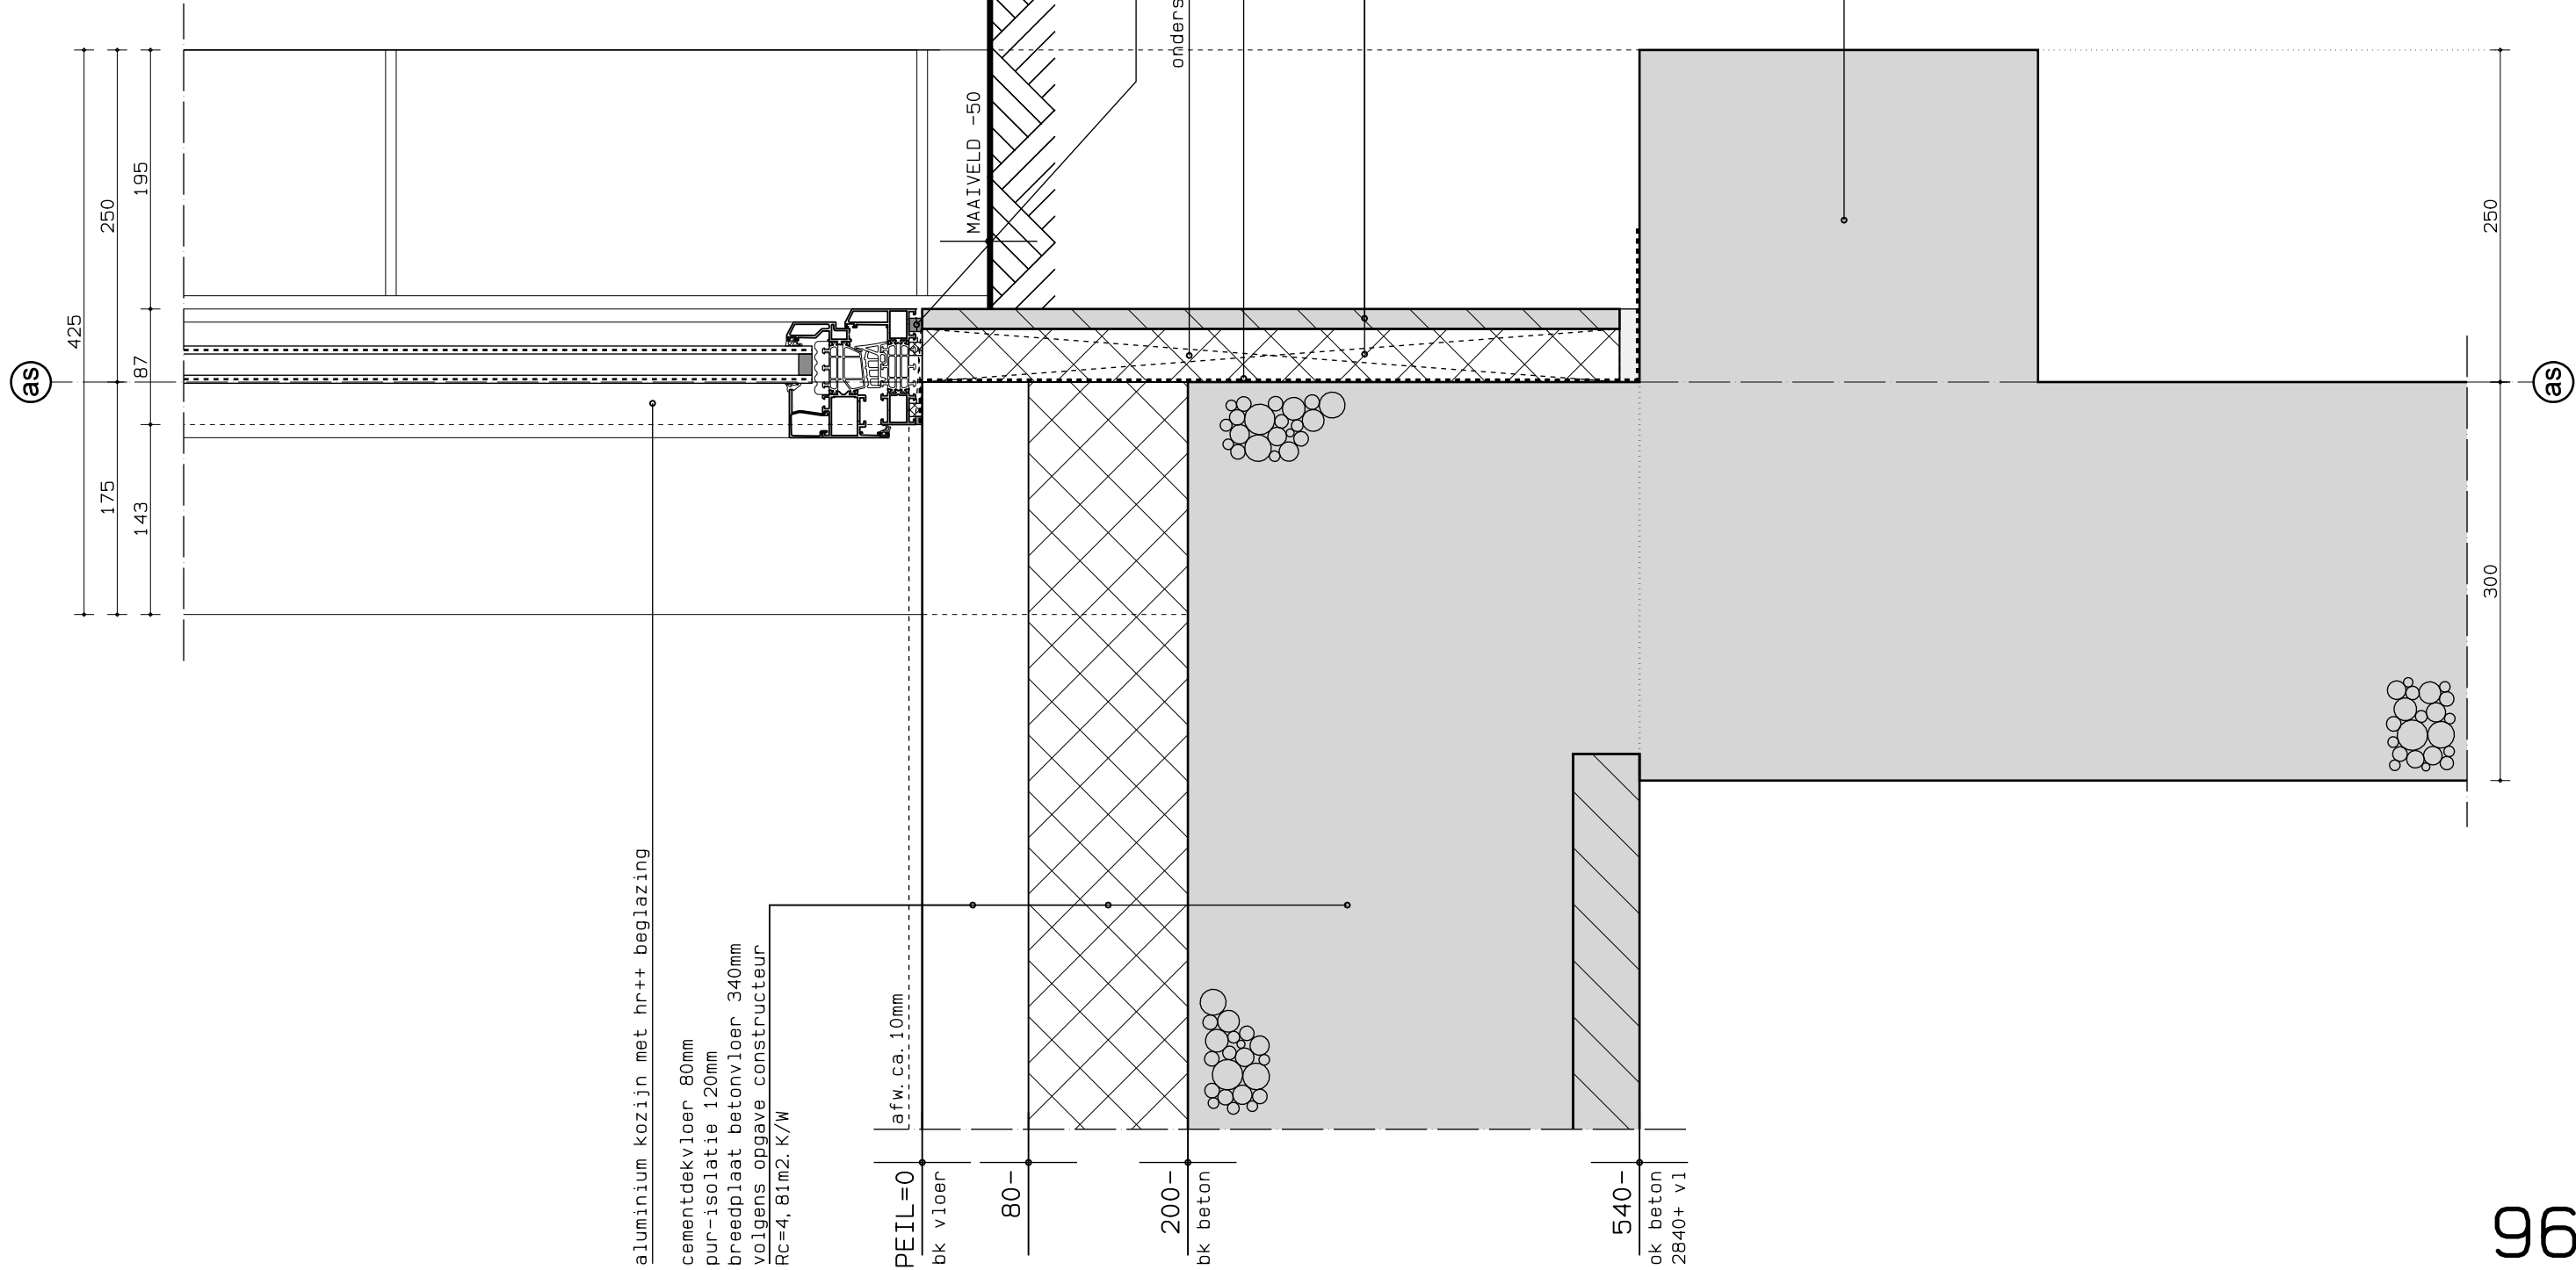 425
250
175
195
87
143
as
aluminium kozijn met hr++ beglazing
cementdekvloer 80mm
pur-isolatie 120mm
breedplaat betonvloer 340mm
volgens opgave constructeur
Rc=4,81m2.K/W
afw. ca. 10mm
PEIL=0
bk vloer
MAAIVELD -50
80-
200-
bk beton
onders
540-
ok beton
2840+ vl
250
300
as
96